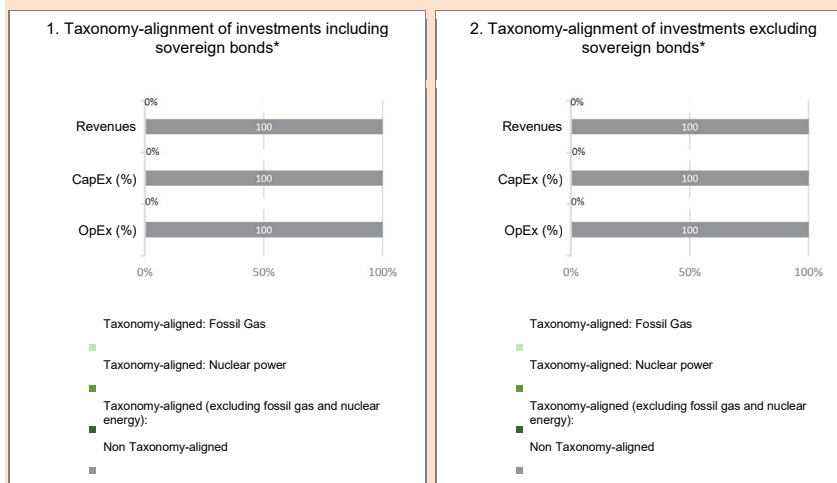 1. Taxonomy-alignment of investments including
sovereign bonds*
0%
Revenues
100
0%
CapEx (%)
100
0%
OpEx (%)
100
0%
50%
100%
Taxonomy-aligned: Fossil Gas
Taxonomy-aligned: Nuclear power
Taxonomy-aligned (excluding fossil gas and nuclear
energy):
Non Taxonomy-aligned
2. Taxonomy-alignment of investments excluding
sovereign bonds*
0%
Revenues
100
0%
CapEx (%)
100
0%
OpEx (%)
100
0%
50%
100%
Taxonomy-aligned: Fossil Gas
Taxonomy-aligned: Nuclear power
Taxonomy-aligned (excluding fossil gas and nuclear
energy):
Non Taxonomy-aligned